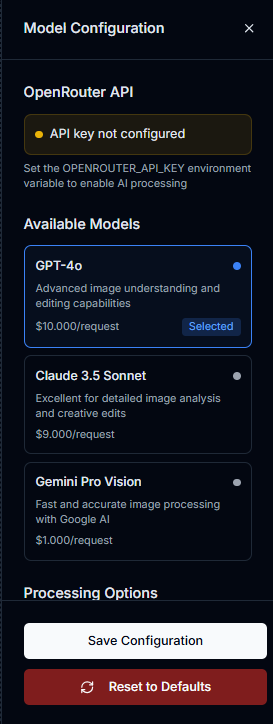 Model Configuration
OpenRouter API
API key not configured
Set the OPENROUTER_API_KEY environment
variable to enable AI processing
Available Models
GPT-4o
Advanced image understanding and
editing capabilities
$10.000/request
Selected
Claude 3.5 Sonnet
Excellent for detailed image analysis
and creative edits
$9.000/request
Gemini Pro Vision
Fast and accurate image processing
with Google AI
$1.000/request
Processing Options
Save Configuration
Reset to Defaults